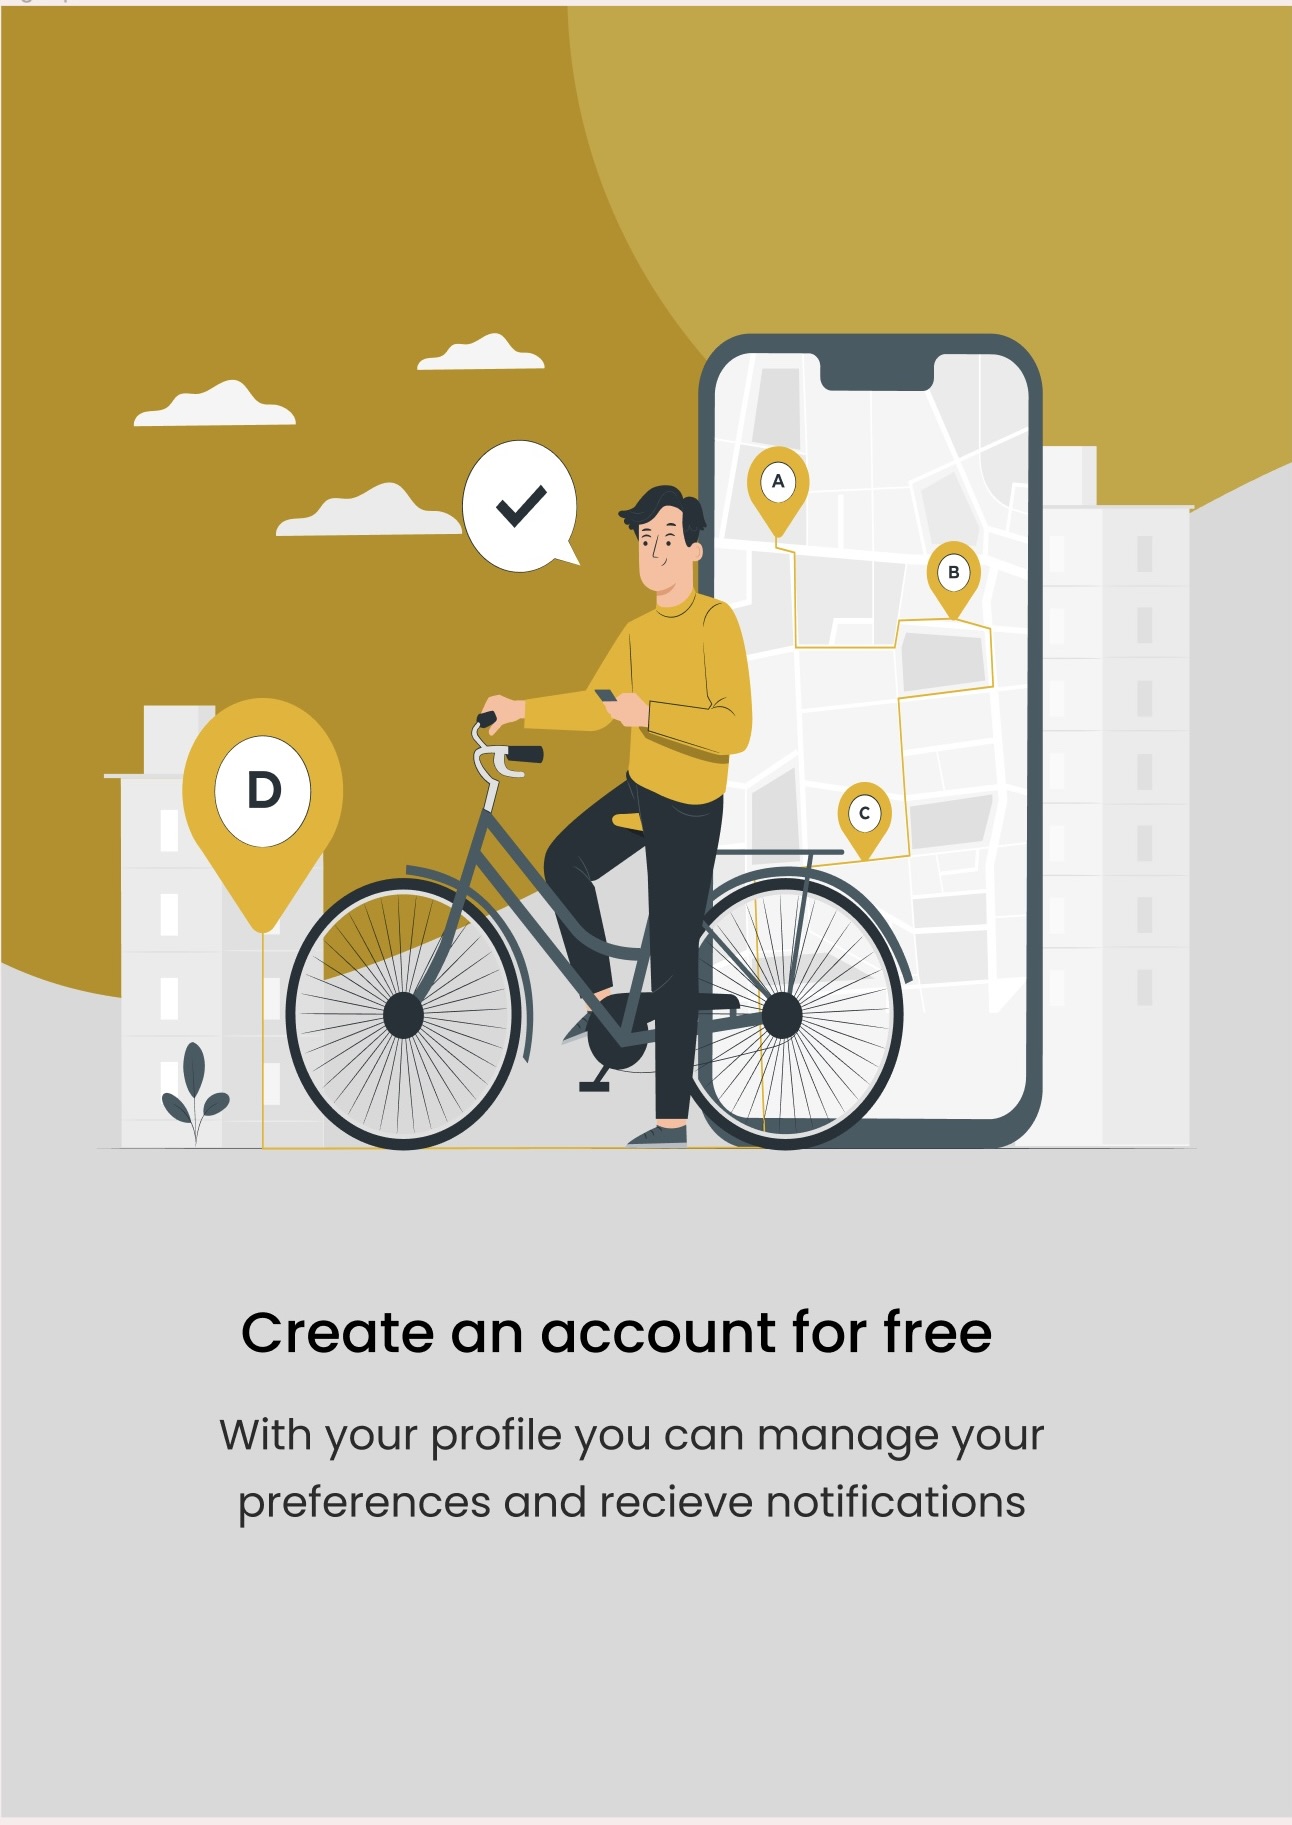 A
B
C
D
Create an account for free
With your profile you can manage your
preferences and recieve notifications